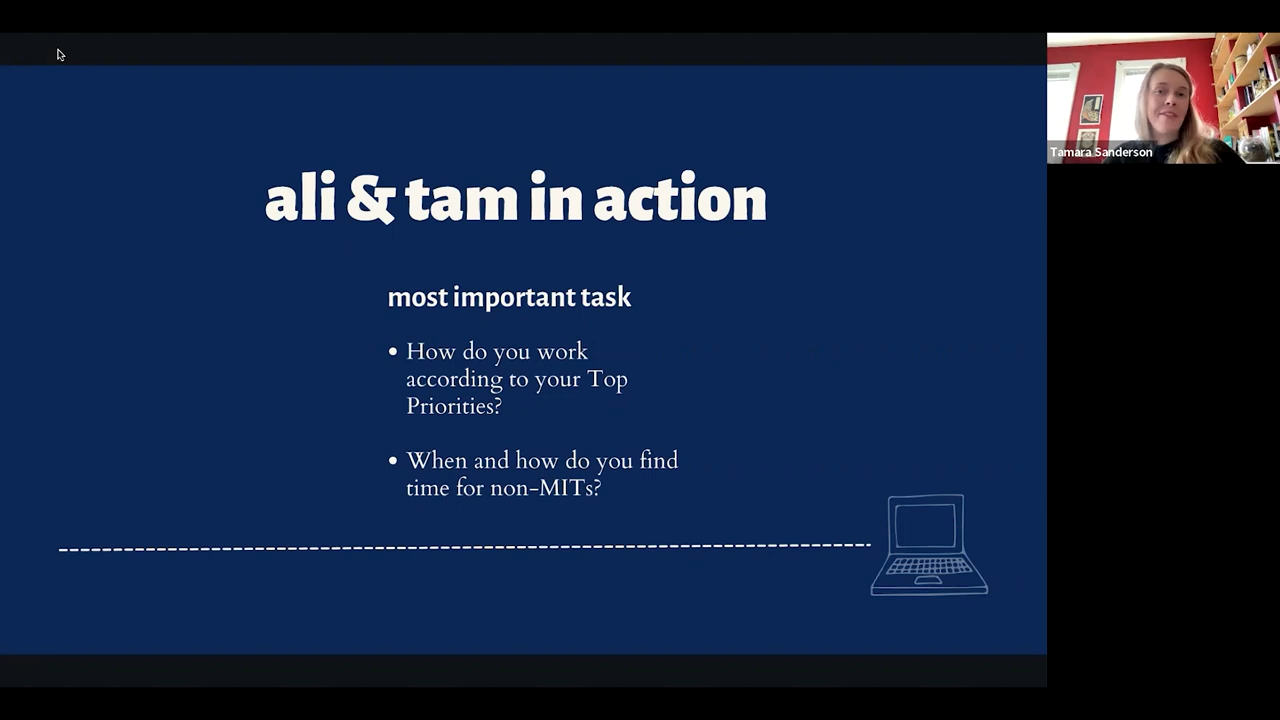 ali & tam in action
most important task
• How do you work
according to your Top
Priorities?
• When and how do you find
time for non-MITs?
Tamara Sanderson